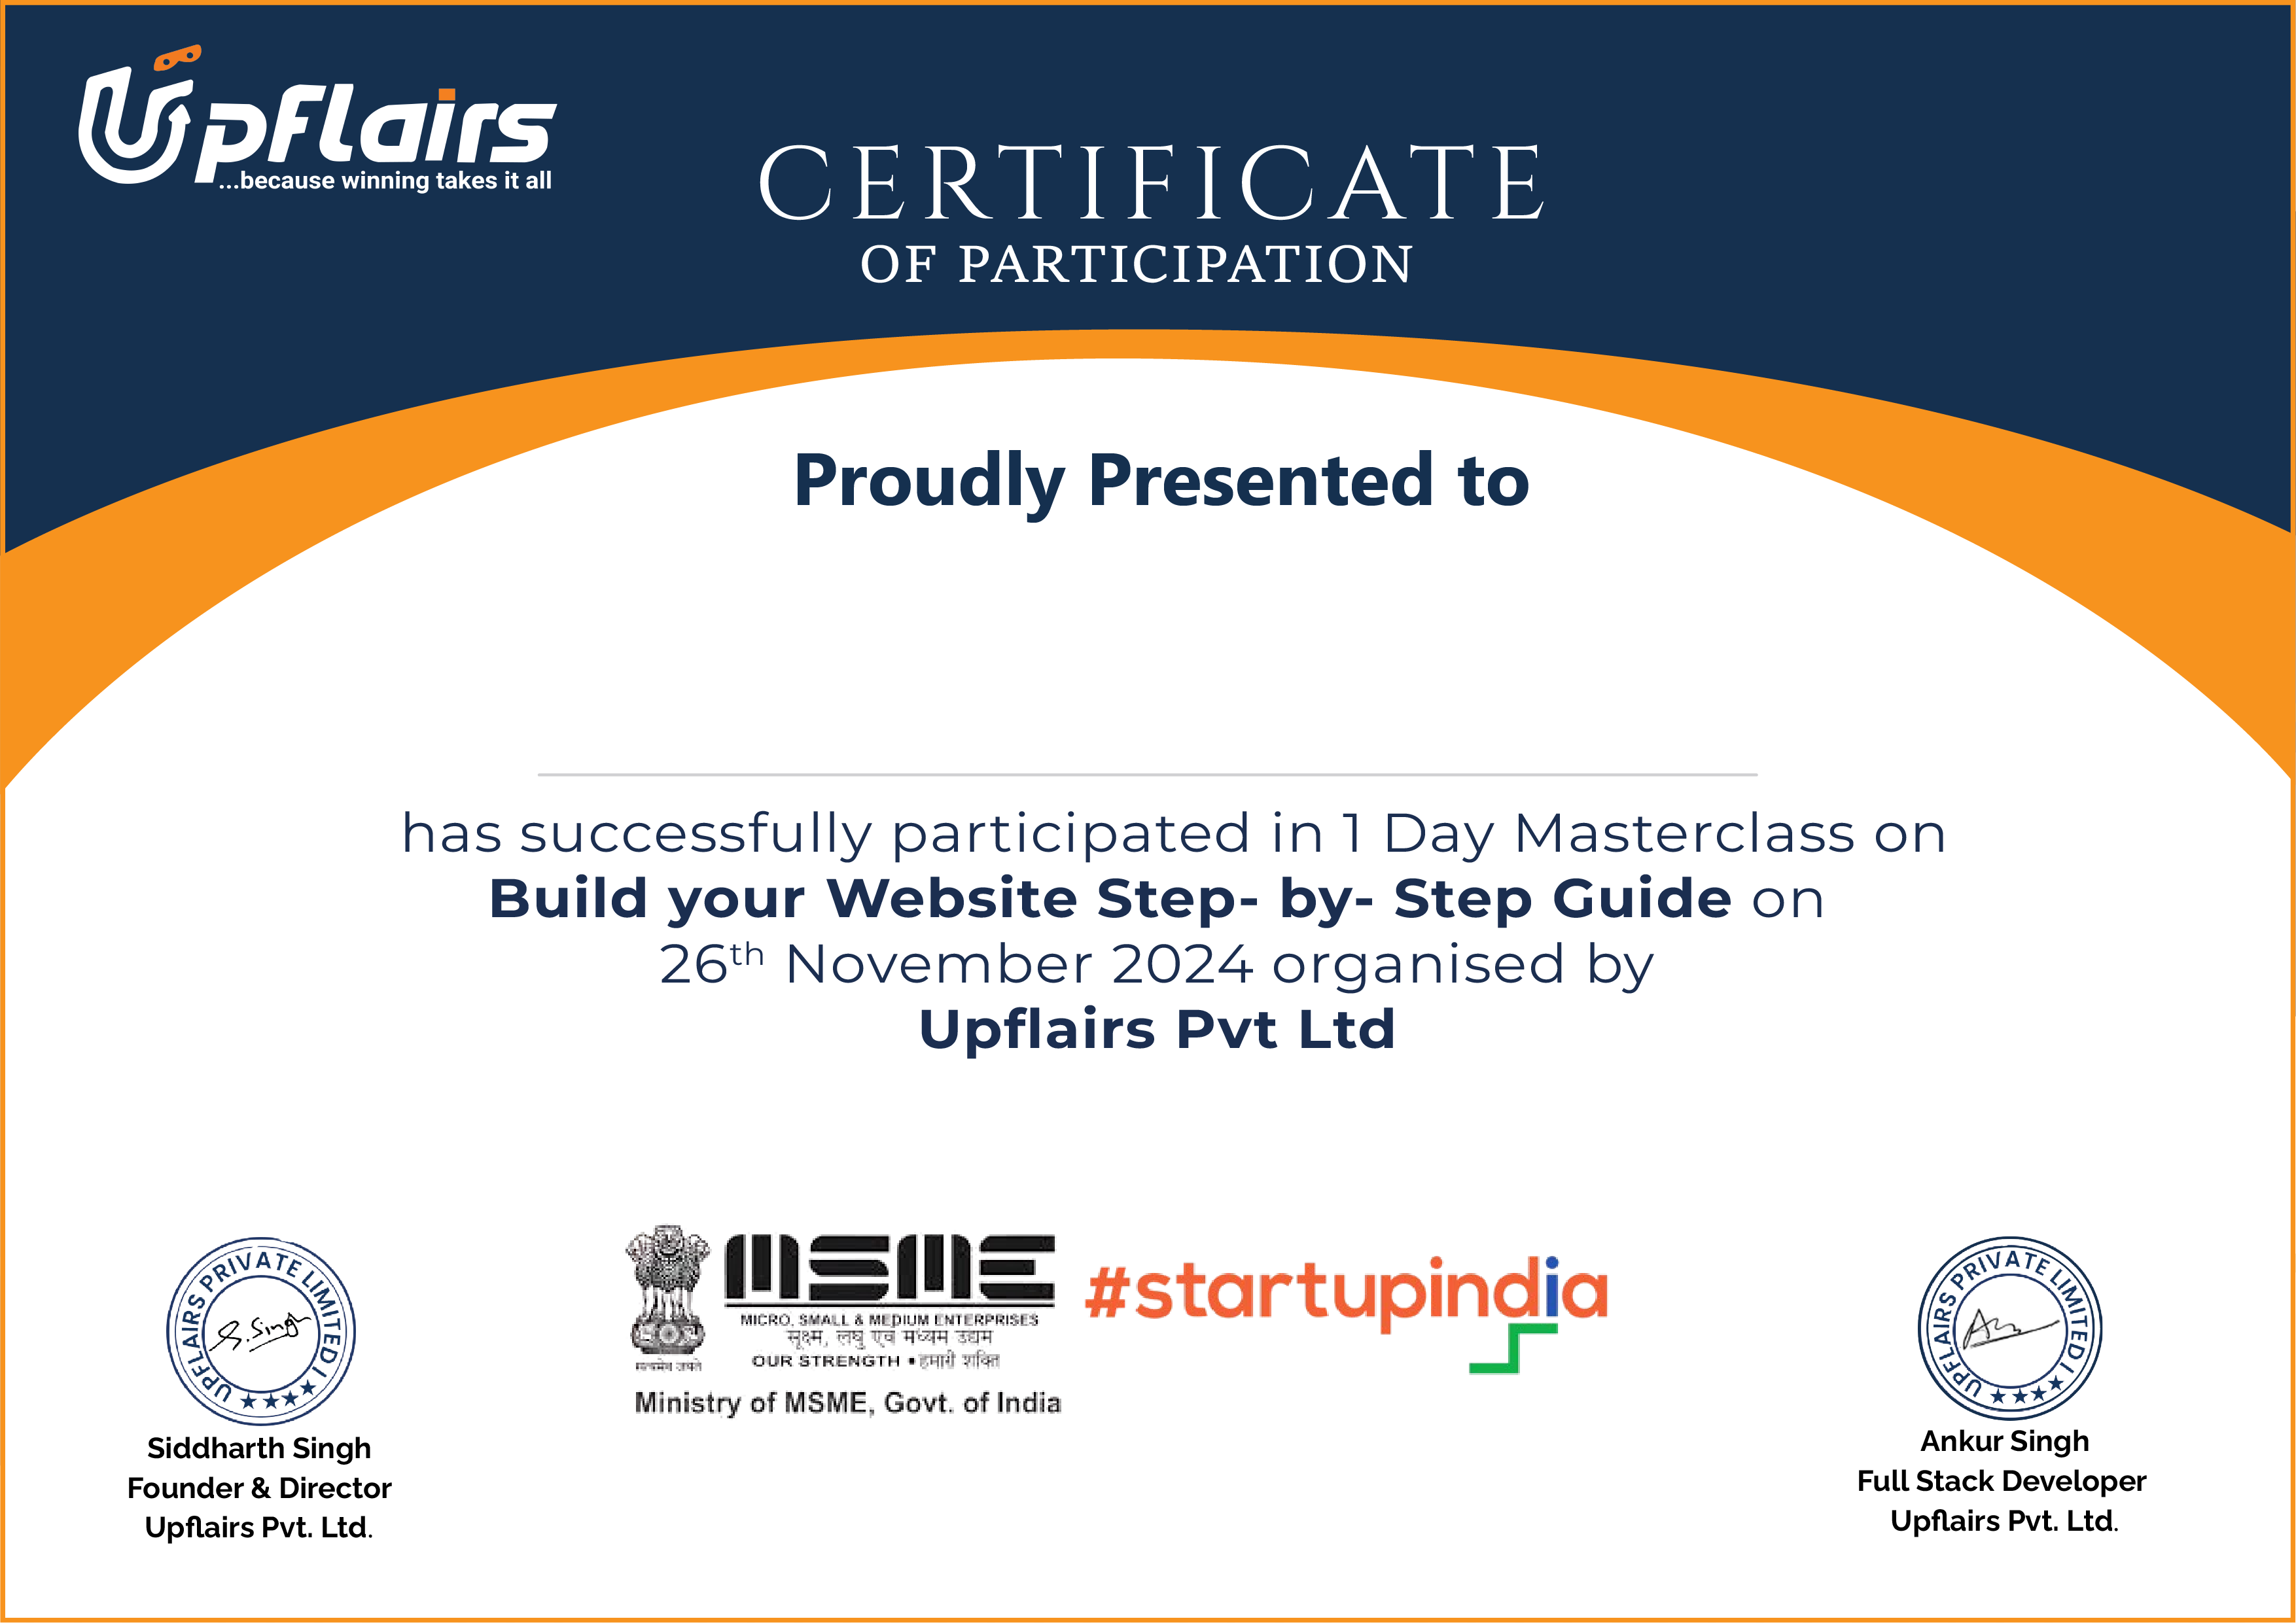 Upflairs
...because winning takes it all
CERTIFICATE
OF PARTICIPATION
Proudly Presented to
has successfully participated in 1 Day Masterclass on
Build your Website Step- by- Step Guide on
26th November 2024 organised by
Upflairs Pvt Ltd
UPFLAIRS PRIVATE LIMITED
S. Singh
Siddharth Singh
Founder & Director
Upflairs Pvt. Ltd.
सत्यमेव जयते
MSME
MICRO, SMALL & MEDIUM ENTERPRISES
सूक्ष्म, लघु एवं मध्यम उद्यम
OUR STRENGTH • हमारी शक्ति
Ministry of MSME, Govt. of India
#startupindia
UPFLAIRS PRIVATE LIMITED
Ankur Singh
Full Stack Developer
Upflairs Pvt. Ltd.